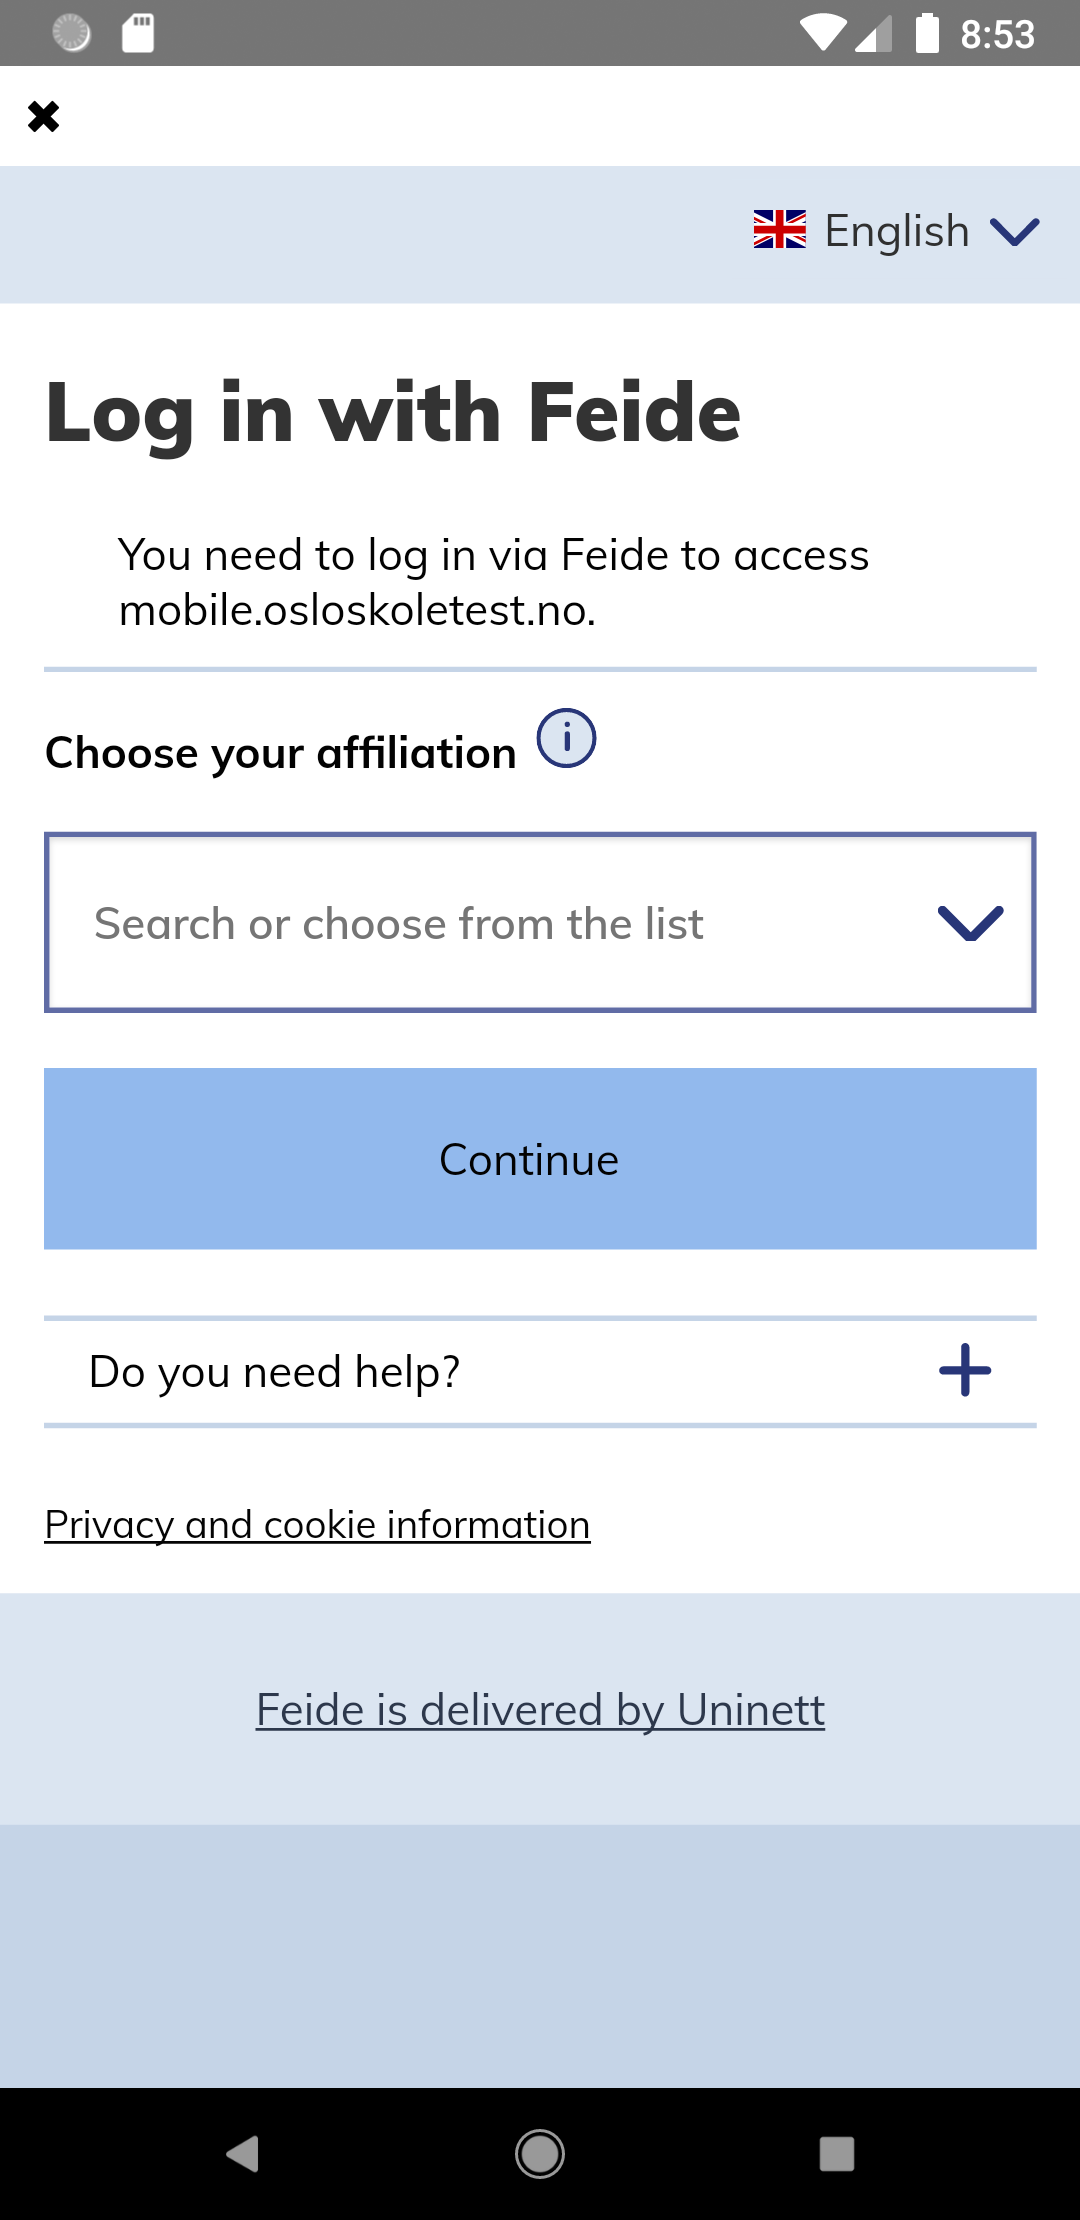 8:53
English
Log in with Feide
You need to log in via Feide to access
mobile.osloskoletest.no.
Choose your affiliation
Search or choose from the list
Continue
Do you need help?
Privacy and cookie information
Feide is delivered by Uninett